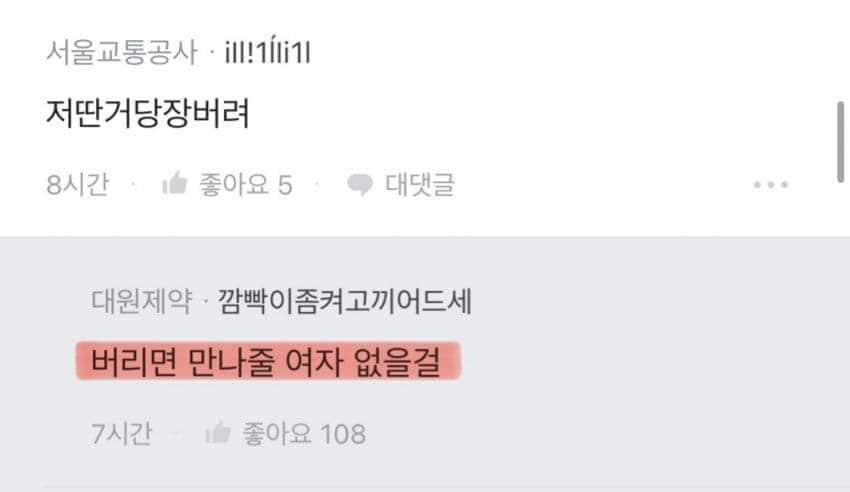 서울교통공사 · ill!1Íli1l
저딴거당장버려
8시간 · 좋아요 5 · 대댓글
대원제약 · 깜빡이좀켜고끼어드세
버리면 만나줄 여자 없을걸
7시간 · 좋아요 108